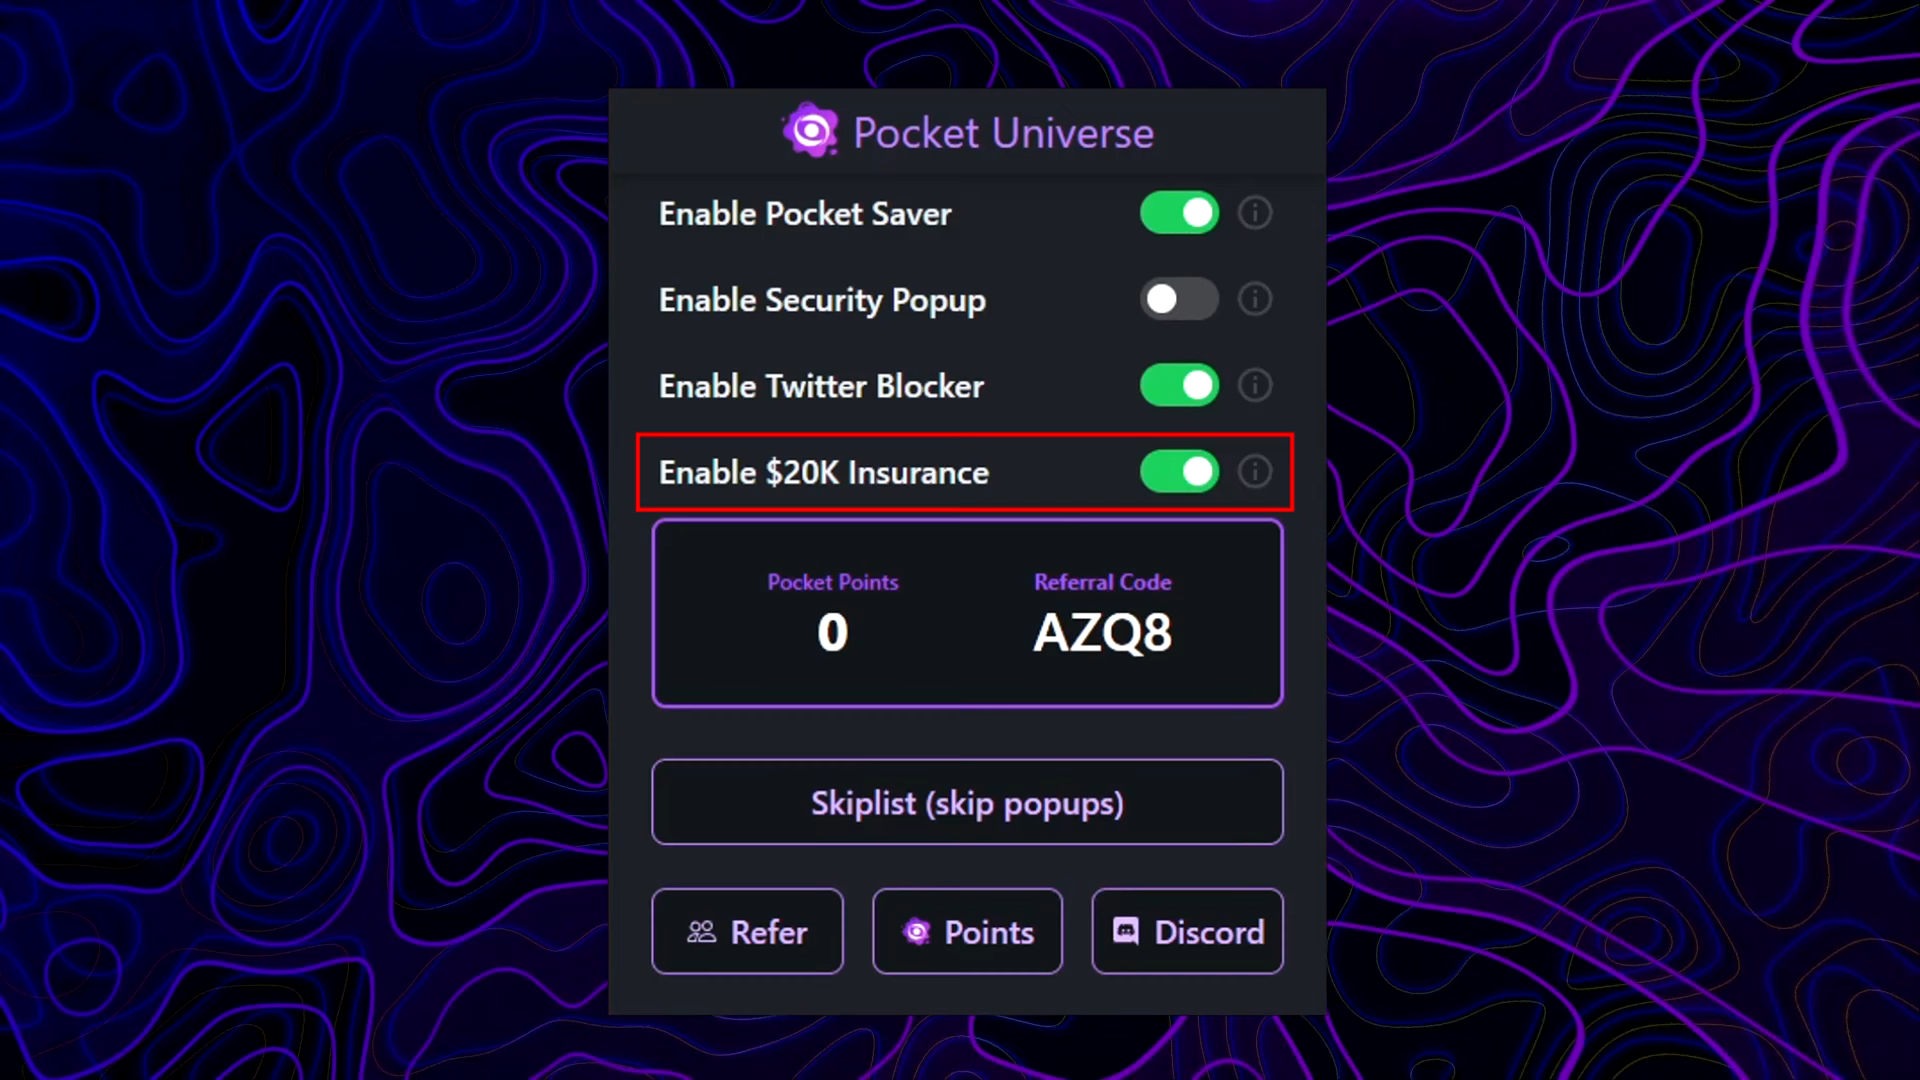 Pocket Universe
Enable Pocket Saver
Enable Security Popup
Enable Twitter Blocker
Enable $20K Insurance
Pocket Points
Referral Code
0
AZQ8
Skiplist (skip popups)
Refer
Points
Discord